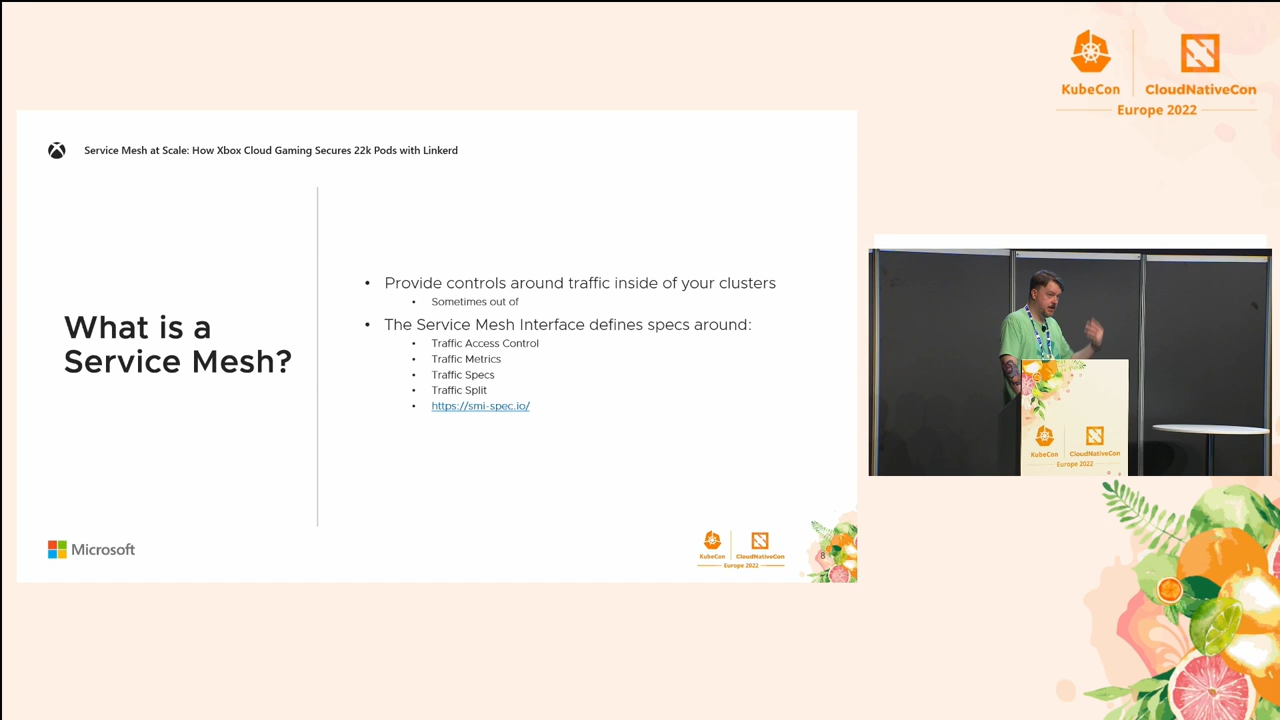 KubeCon
CloudNativeCon
Europe 2022
Service Mesh at Scale: How Xbox Cloud Gaming Secures 22k Pods with Linkerd
What is a
Service Mesh?
• Provide controls around traffic inside of your clusters
• Sometimes out of
• The Service Mesh Interface defines specs around:
• Traffic Access Control
• Traffic Metrics
• Traffic Specs
• Traffic Split
• https://smi-spec.io/
Microsoft
KubeCon
CloudNativeCon
Europe 2022
8
KubeCon
CloudNativeCon
Europe 2022